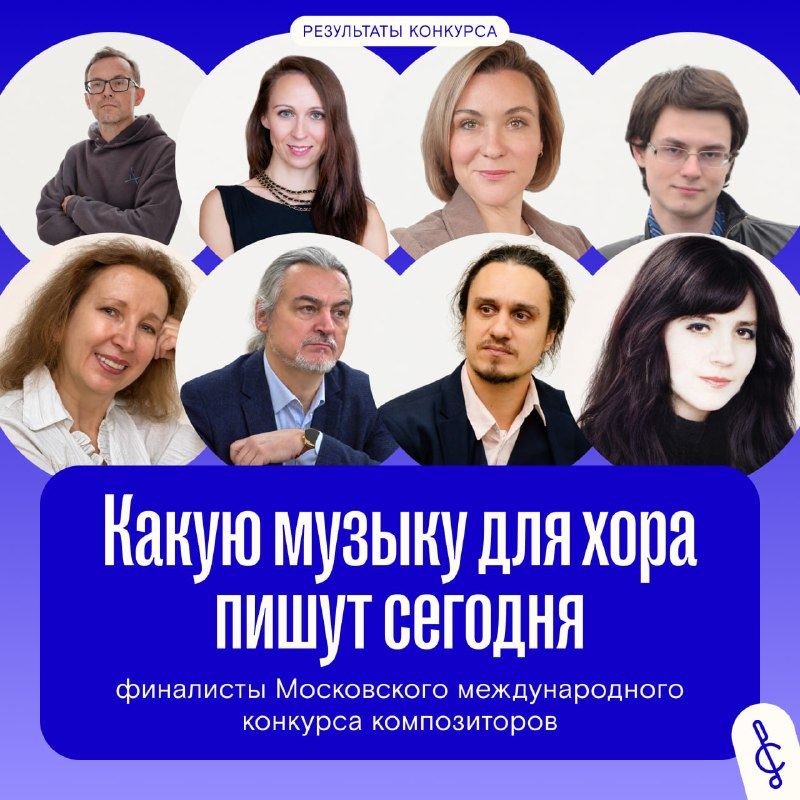 РЕЗУЛЬТАТЫ КОНКУРСА
Какую музыку для хора
пишут сегодня
финалисты Московского международного
конкурса композиторов